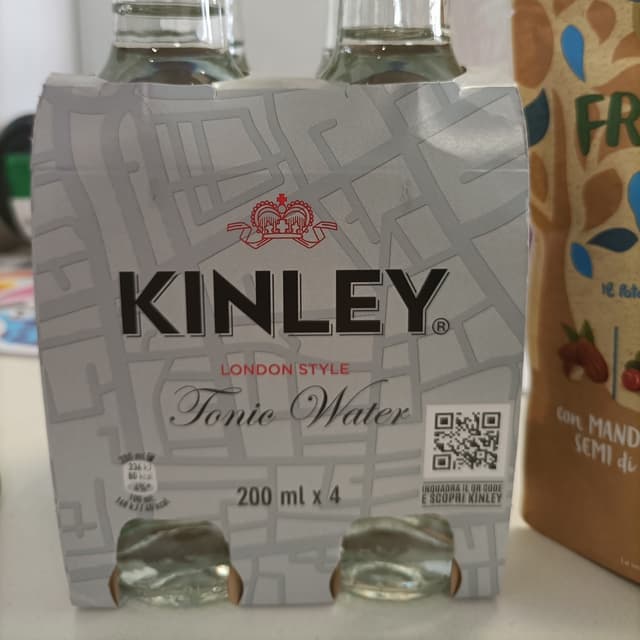 KINLEY®
LONDON STYLE
Tonic Water
200 ml x 4
INQUADRA IL QR CODE
E SCOPRI KINLEY
FR
con MAND
SEMI di